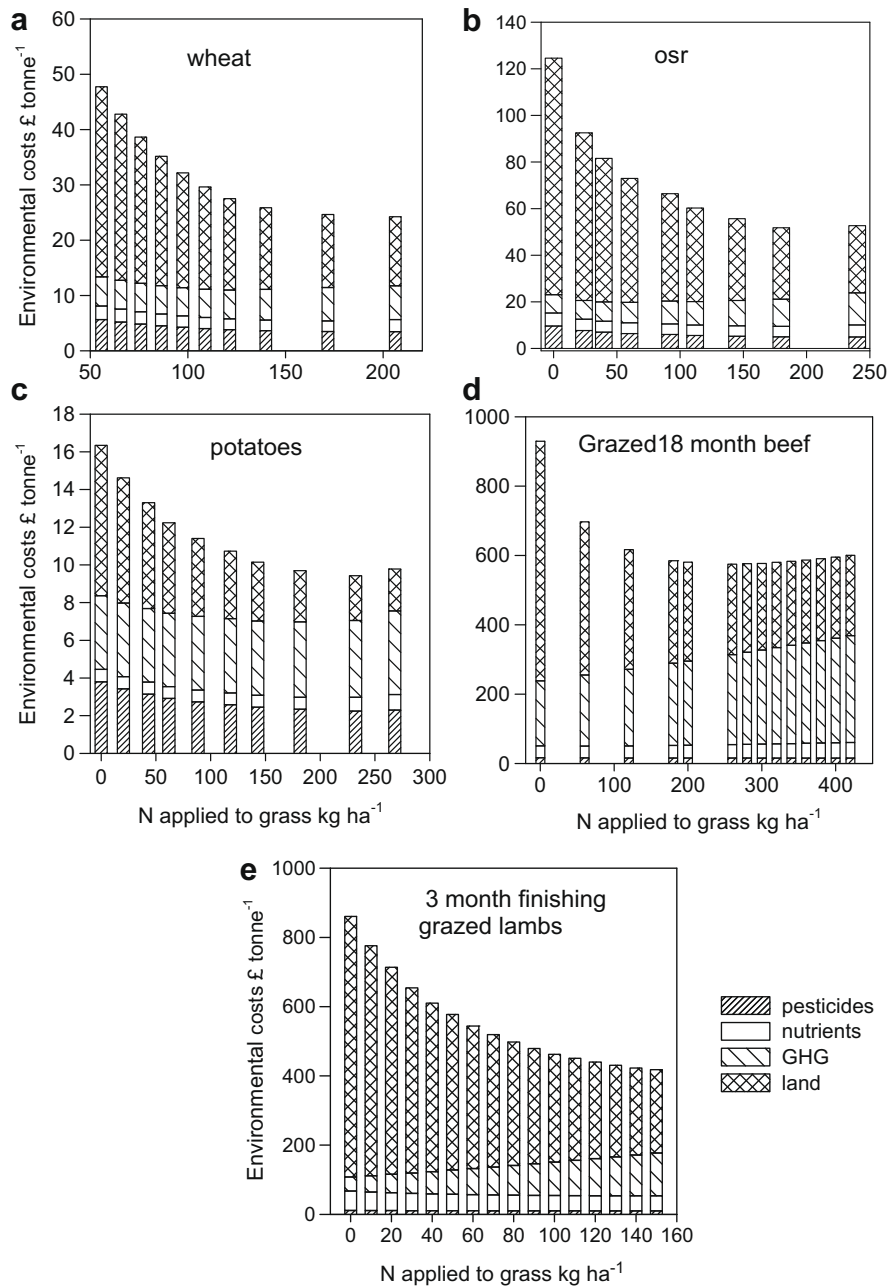 a
60
50
40
30
20
10
0
wheat
50 100 150 200
Environmental costs £ tonne⁻¹
b
140
120
100
80
60
40
20
0
osr
0 50 100 150 200 250
c
18
16
14
12
10
8
6
4
2
0
potatoes
0 50 100 150 200 250 300
Environmental costs £ tonne⁻¹
N applied to grass kg ha⁻¹
d
1000
800
600
400
200
0
Grazed18 month beef
0 100 200 300 400
N applied to grass kg ha⁻¹
e
1000
800
600
400
200
0
3 month finishing
grazed lambs
0 20 40 60 80 100 120 140 160
Environmental costs £ tonne⁻¹
N applied to grass kg ha⁻¹
pesticides
nutrients
GHG
land